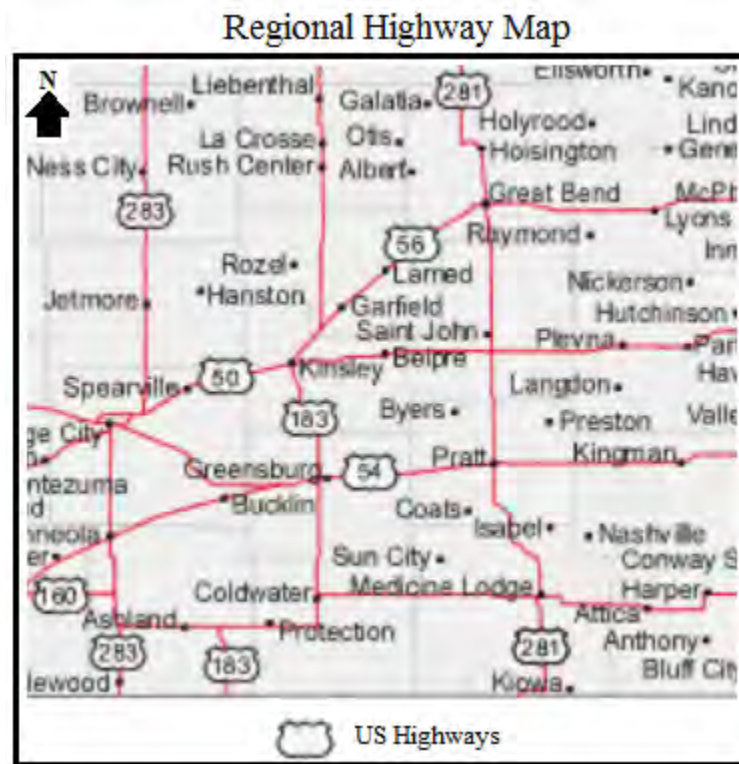 Regional Highway Map
N
Liebenthal
Ellsworth
Kano
Brownell
Galatia
281
Holyrood
Lind
La Crosse
Otis
Hoisington
Gene
Ness City
Rush Center
Albert
283
Great Bend
McPh
Lyons
56
Raymond
Inn
Rozel
Larned
Nickerson
Jetmore
Hanston
Garfield
Hutchinson
Saint John
Plevna
Par
50
Kinsley
Belpre
Hav
Spearville
Langdon
183
Byers
Preston
Valle
ge City
Greensburg
54
Pratt
Kingman
ntezuma
Bucklin
Coats
Isabel
Nashville
nneola
er
Sun City
Conway S
160
Coldwater
Medicine Lodge
Harper
Ashland
Protection
Attica
283
183
281
Anthony
Bluff City
lewood
Kiowa
US Highways